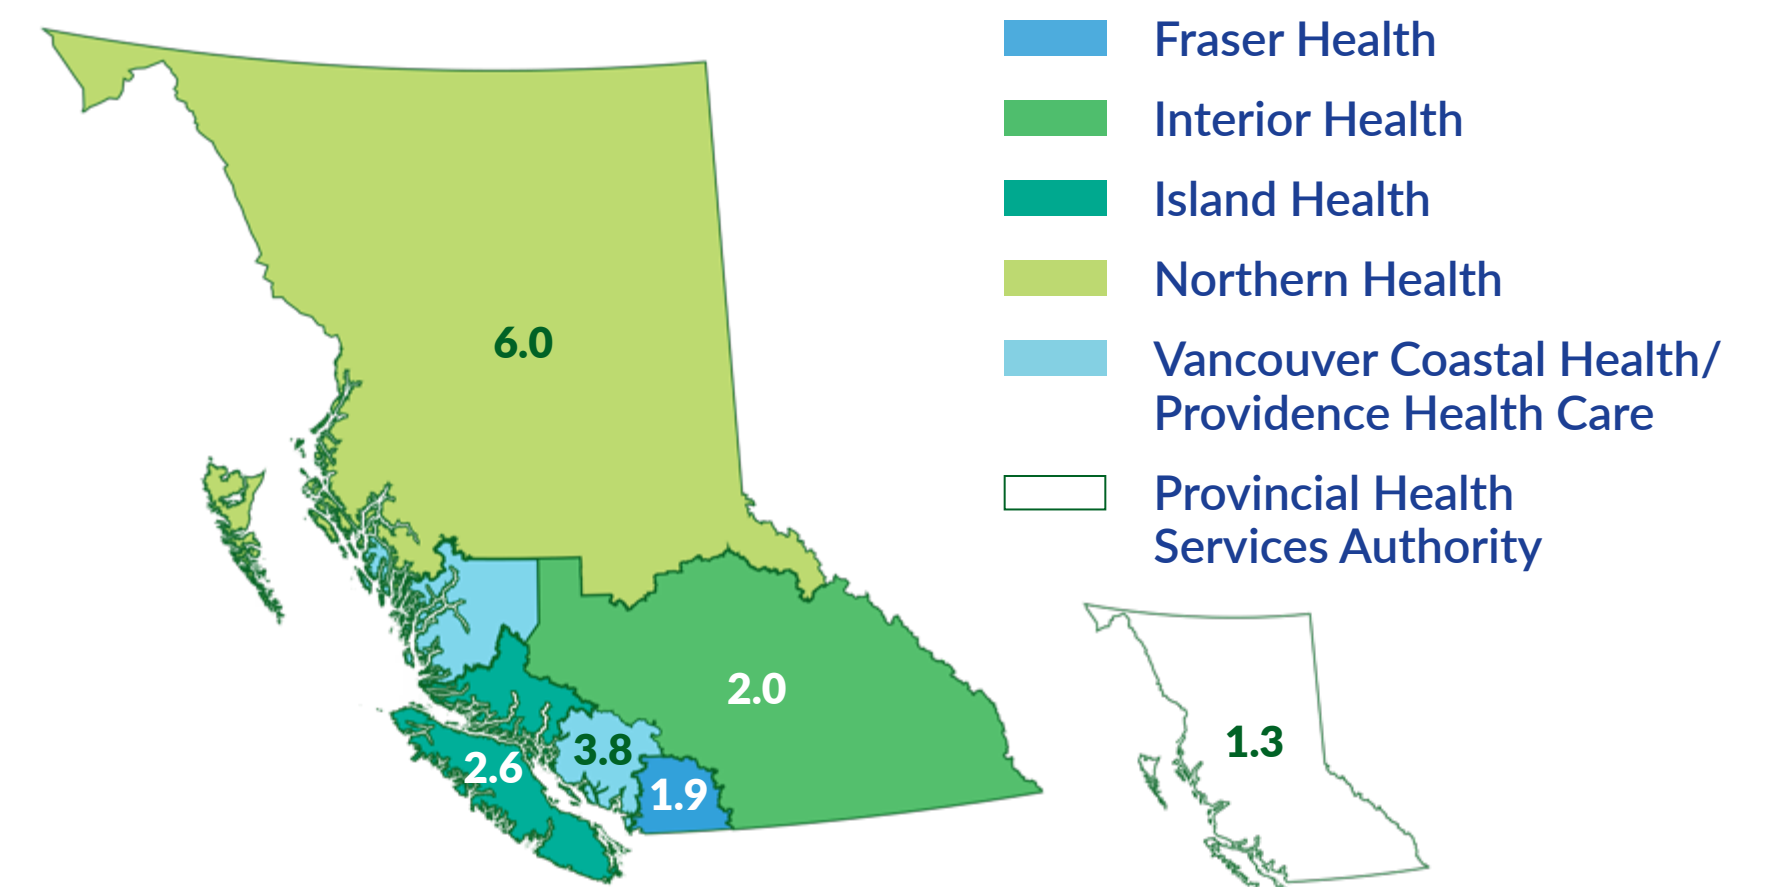 Fraser Health
Interior Health
Island Health
Northern Health
Vancouver Coastal Health/
Providence Health Care
Provincial Health
Services Authority
6.0
2.0
3.8
2.6
1.9
1.3